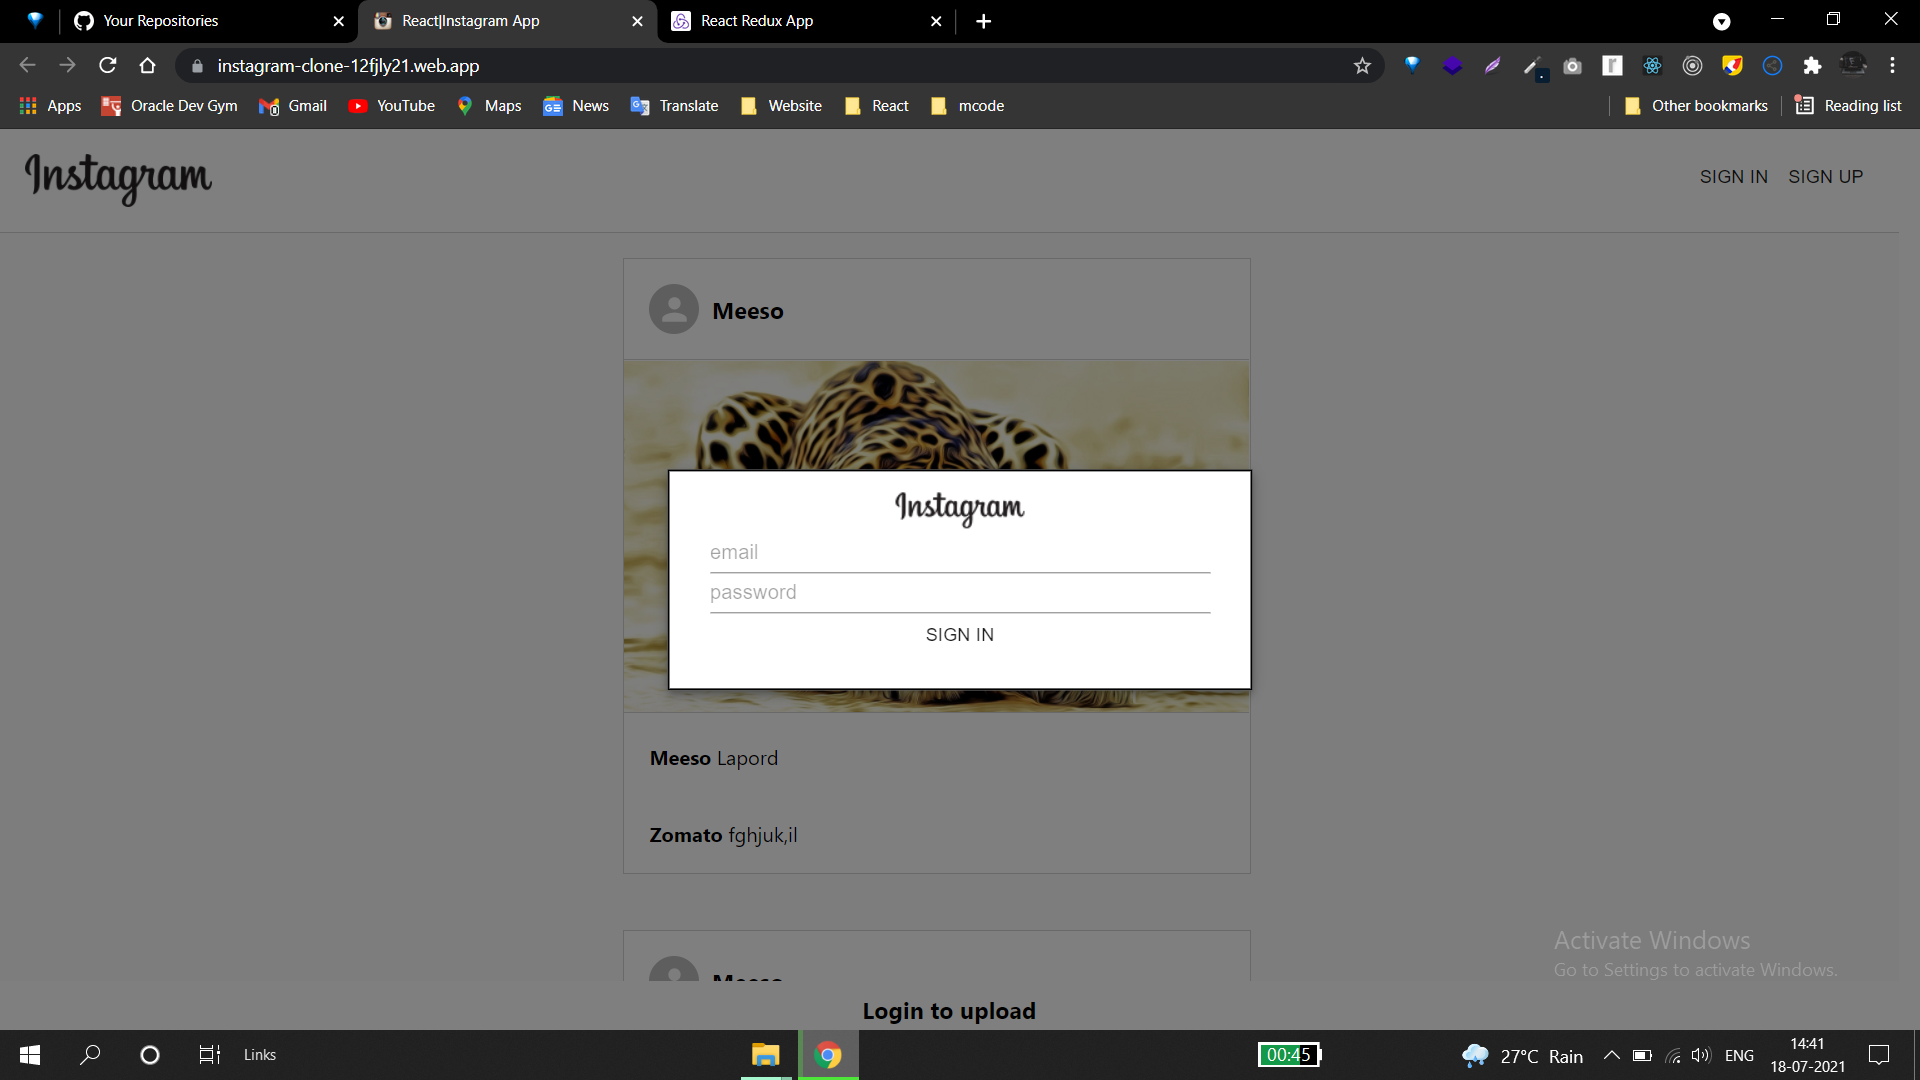 Your Repositories
React|Instagram App
React Redux App
instagram-clone-12fjly21.web.app
Apps
Oracle Dev Gym
Gmail
YouTube
Maps
News
Translate
Website
React
mcode
Other bookmarks
Reading list
Instagram
SIGN IN
SIGN UP
Meeso
Instagram
email
password
SIGN IN
Meeso Lapord
Zomato fghjuk,il
Meeso
Activate Windows
Go to Settings to activate Windows.
Login to upload
Links
00:45
27°C Rain
ENG
14:41
18-07-2021